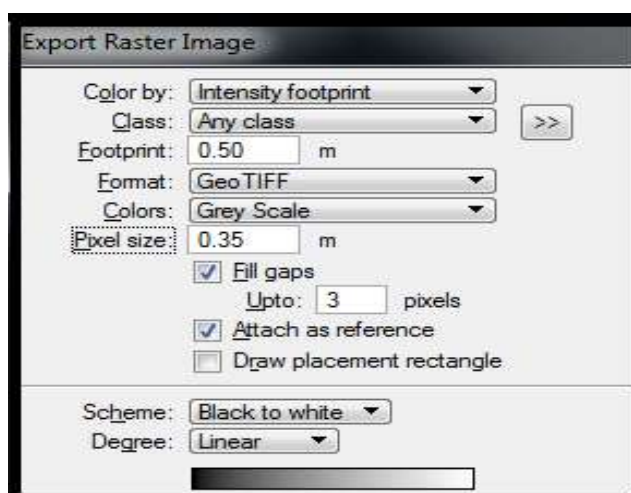 Export Raster Image
Color by: Intensity footprint
Class: Any class >>
Footprint: 0.50 m
Format: GeoTIFF
Colors: Grey Scale
Pixel size: 0.35 m
Fill gaps
Upto: 3 pixels
Attach as reference
Draw placement rectangle
Scheme: Black to white
Degree: Linear